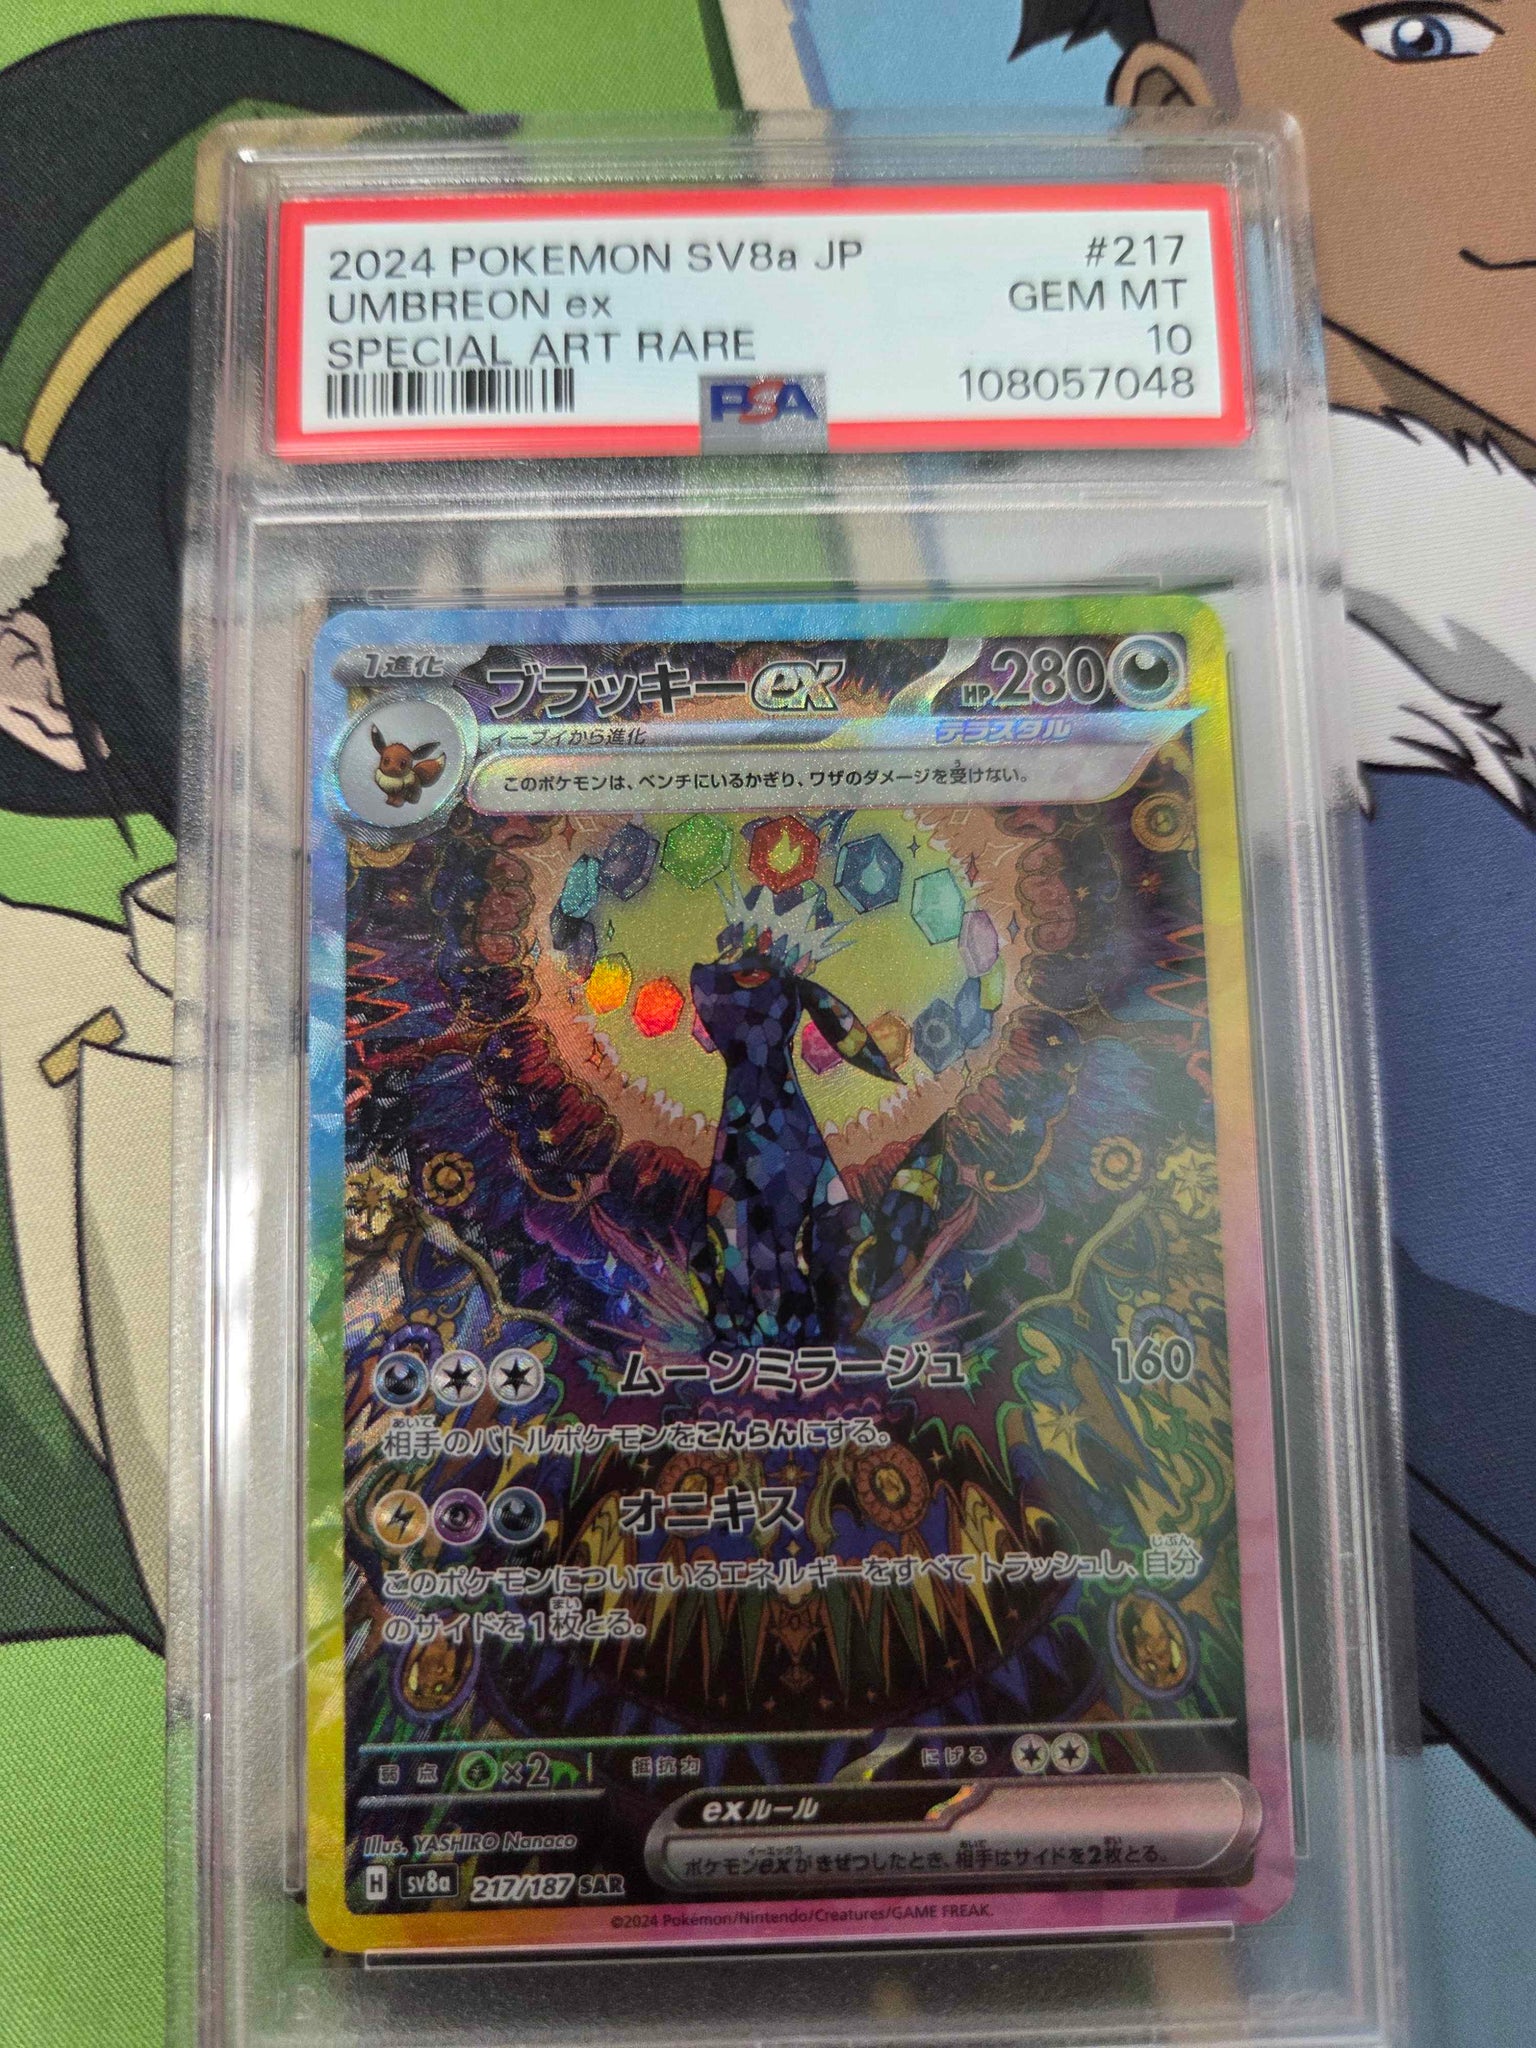 2024 POKEMON SV8a JP #217
UMBREON ex GEM MT
SPECIAL ART RARE 10
PSA 108057048
1進化 ブラッキーex HP280
イーブイから進化 テラスタル
このポケモンは、ベンチにいるかぎり、ワザのダメージを受けない。
ムーンミラージュ 160
相手のバトルポケモンをこんらんにする。
オニキス
このポケモンについているエネルギーをすべてトラッシュし、自分
のサイドを1枚とる。
弱点 ×2 抵抗力 にげる
exルール
ポケモンexがきぜつしたとき、相手はサイドを2枚とる。
Illus. YASHIRO Nanaco
H SV8a 217/187 SAR
©2024 Pokémon/Nintendo/Creatures/GAME FREAK.